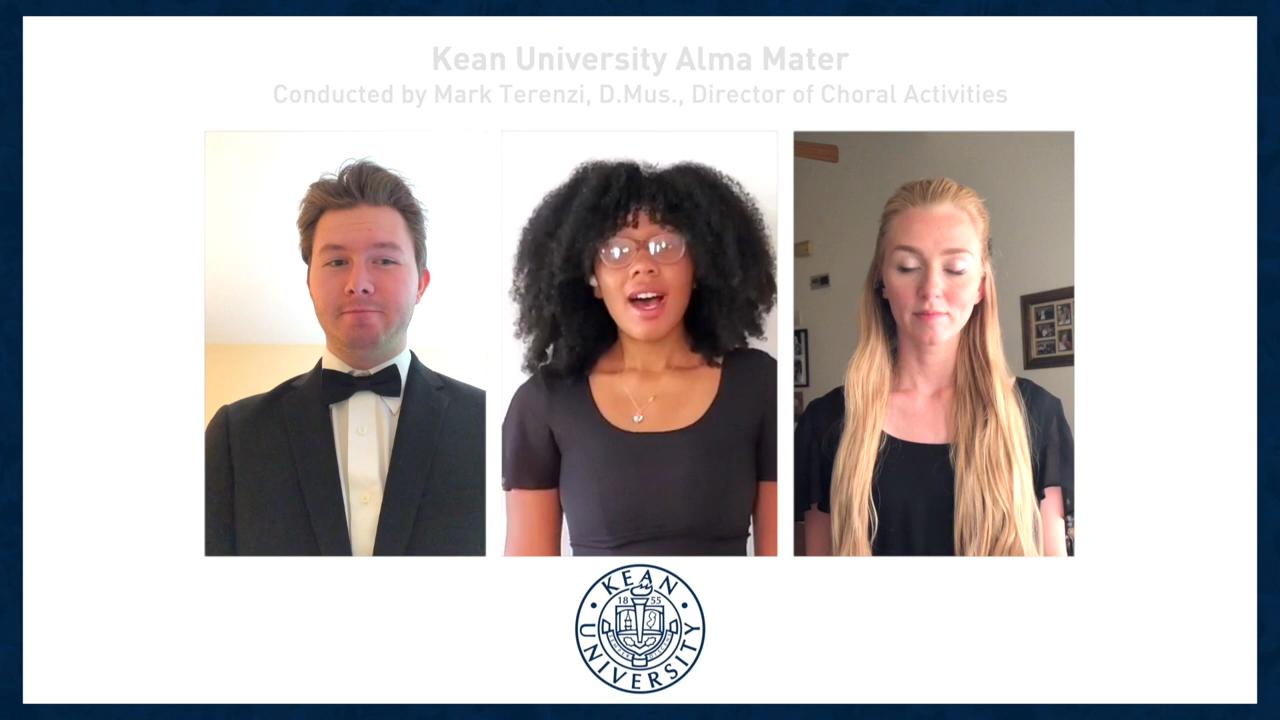 Kean University Alma Mater
Conducted by Mark Terenzi, D.Mus., Director of Choral Activities
KEAN
18 55
UNIVERSITY